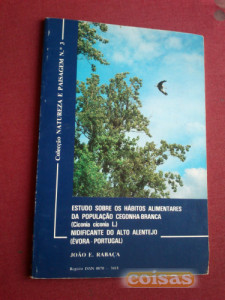 Colecção NATUREZA E PAISAGEM N.º 3
ESTUDO SOBRE OS HÁBITOS ALIMENTARES
DA POPULAÇÃO CEGONHA-BRANCA
(Ciconia ciconia L.)
NIDIFICANTE DO ALTO ALENTEJO
(ÉVORA PORTUGAL)
JOÃO E. RABAÇA
coisas